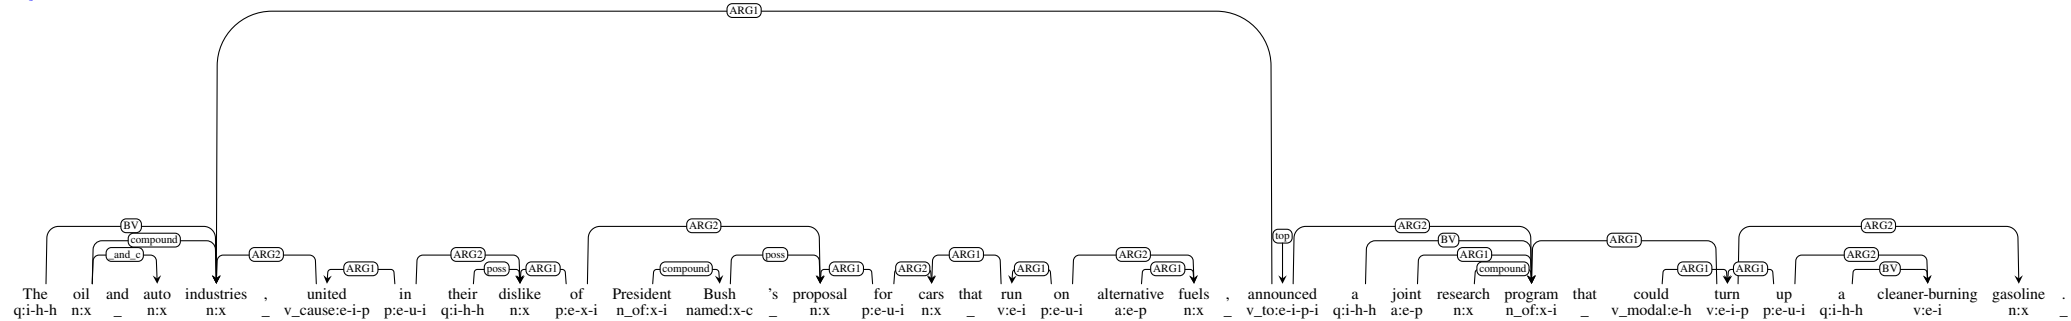 ARG1
BV ARG2 ARG2 BV ARG1 ARG2
compound
_and_c ARG2 ARG2 poss ARG1 ARG2 top ARG1 ARG2
ARG1 poss ARG1 compound ARG1 ARG2 ARG1 ARG1 compound ARG1 ARG1 BV
The oil and auto industries , united in their dislike of President Bush 's proposal for cars that run on alternative fuels , announced a joint research program that could turn up a cleaner-burning gasoline .
q:i-h-h n:x _ n:x n:x _ v_cause:e-i-p p:e-u-i q:i-h-h n:x p:e-x-i n_of:x-i named:x-c _ n:x p:e-u-i n:x _ v:e-i p:e-u-i a:e-p n:x _ v_to:e-i-p-i q:i-h-h a:e-p n:x n_of:x-i _ v_modal:e-h v:e-i-p p:e-u-i q:i-h-h v:e-i n:x _